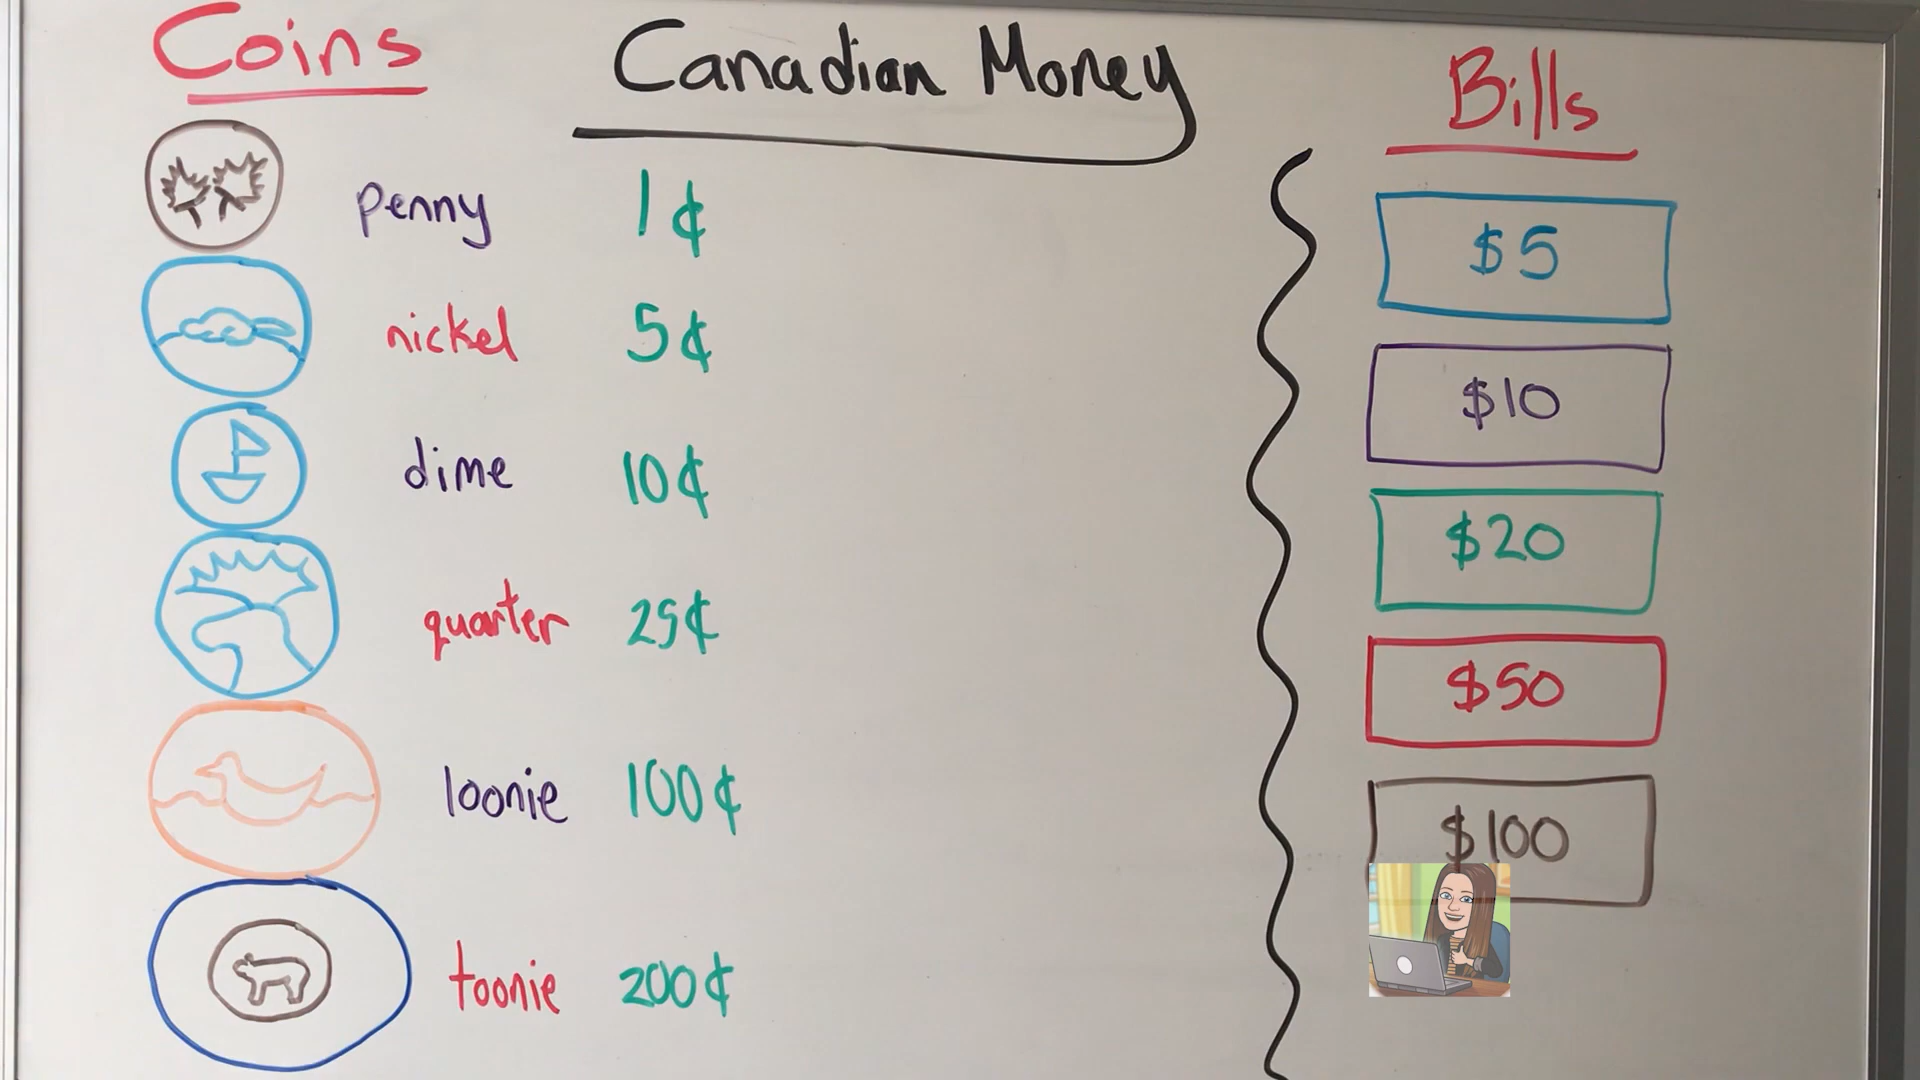 Coins
Canadian Money
Bills
penny 1¢
nickel 5¢
dime 10¢
quarter 25¢
loonie 100¢
toonie 200¢
$5
$10
$20
$50
$100